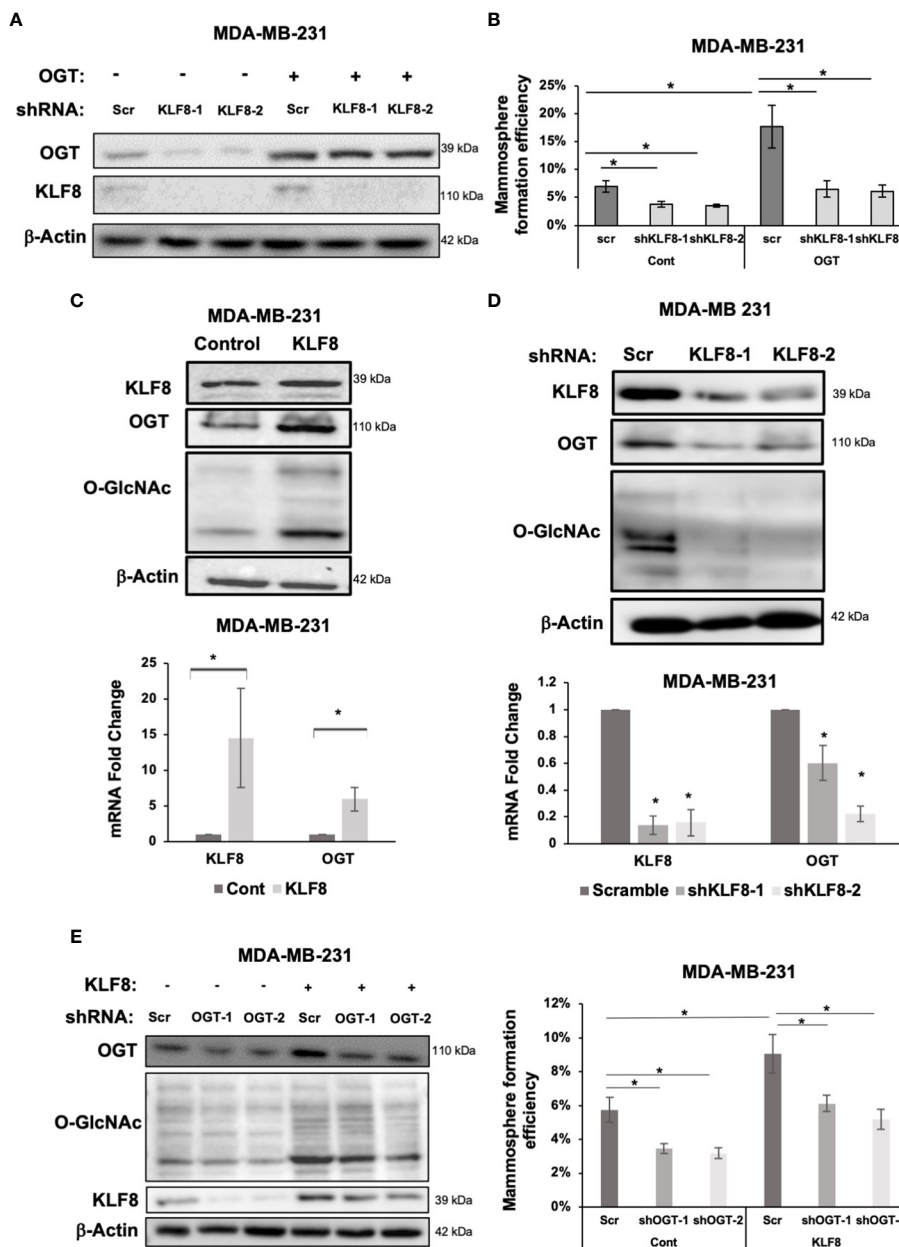 A
MDA-MB-231
OGT: - - - + + +
shRNA: Scr KLF8-1 KLF8-2 Scr KLF8-1 KLF8-2
OGT 39 kDa
KLF8 110 kDa
β-Actin 42 kDa
B
MDA-MB-231
Mammosphere formation efficiency
25%
20%
15%
10%
5%
0%
* * * * *
scr shKLF8-1 shKLF8-2 scr shKLF8-1 shKLF8
Cont OGT
C
MDA-MB-231
Control KLF8
KLF8 39 kDa
OGT 110 kDa
O-GlcNAc
β-Actin 42 kDa
MDA-MB-231
mRNA Fold Change
25
20
15
10
5
0
* *
KLF8 OGT
Cont KLF8
D
MDA-MB 231
shRNA: Scr KLF8-1 KLF8-2
KLF8 39 kDa
OGT 110 kDa
O-GlcNAc
β-Actin 42 kDa
MDA-MB-231
mRNA Fold Change
1.2
1
0.8
0.6
0.4
0.2
0
* * * *
KLF8 OGT
Scramble shKLF8-1 shKLF8-2
E
MDA-MB-231
KLF8: - - - + + +
shRNA: Scr OGT-1 OGT-2 Scr OGT-1 OGT-2
OGT 110 kDa
O-GlcNAc
KLF8 39 kDa
β-Actin 42 kDa
MDA-MB-231
Mammosphere formation efficiency
12%
10%
8%
6%
4%
2%
0%
* * * * *
Scr shOGT-1 shOGT-2 Scr shOGT-1 shOGT-
Cont KLF8